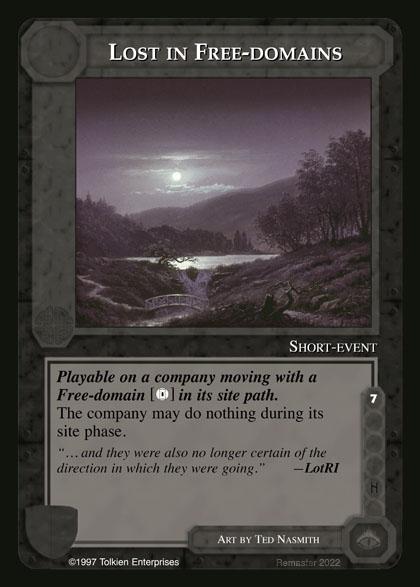 LOST IN FREE-DOMAINS
SHORT-EVENT
Playable on a company moving with a
Free-domain [ ] in its site path.
The company may do nothing during its
site phase.
“…and they were also no longer certain of the
direction in which they were going.” —LotRI
7
H
ART BY TED NASMITH
©1997 Tolkien Enterprises
Remaster 2022